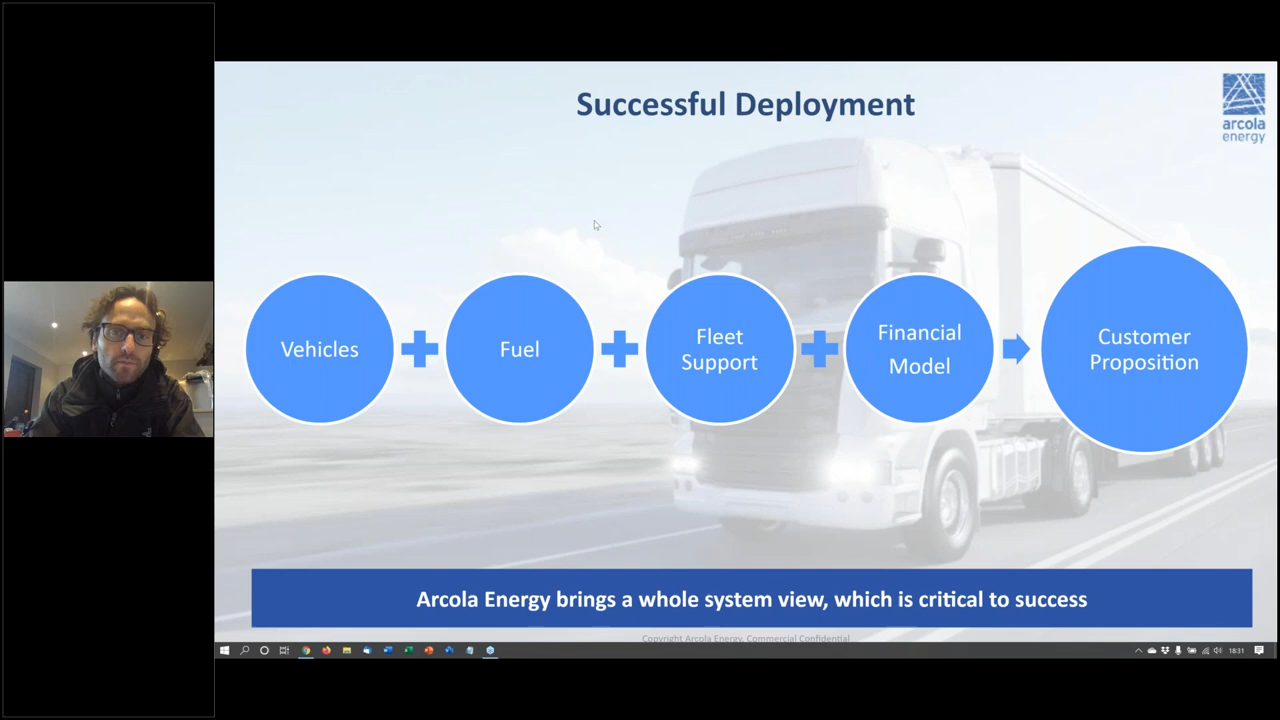 Successful Deployment
arcola
energy
Vehicles
Fuel
Fleet
Support
Financial
Model
Customer
Proposition
Arcola Energy brings a whole system view, which is critical to success
Copyright Arcola Energy, Commercial Confidential
18:31